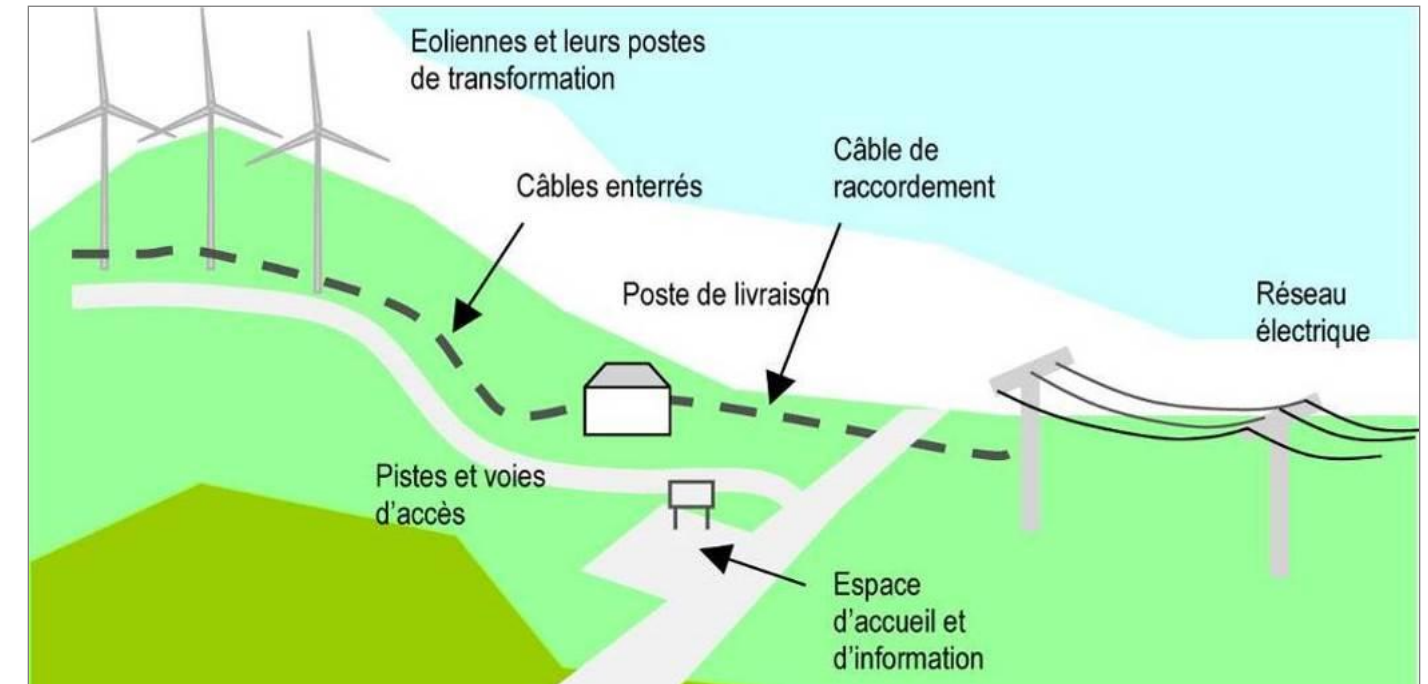 Eoliennes et leurs postes
de transformation
Câble de
raccordement
Câbles enterrés
Poste de livraison
Réseau
électrique
Pistes et voies
d’accès
Espace
d’accueil et
d’information